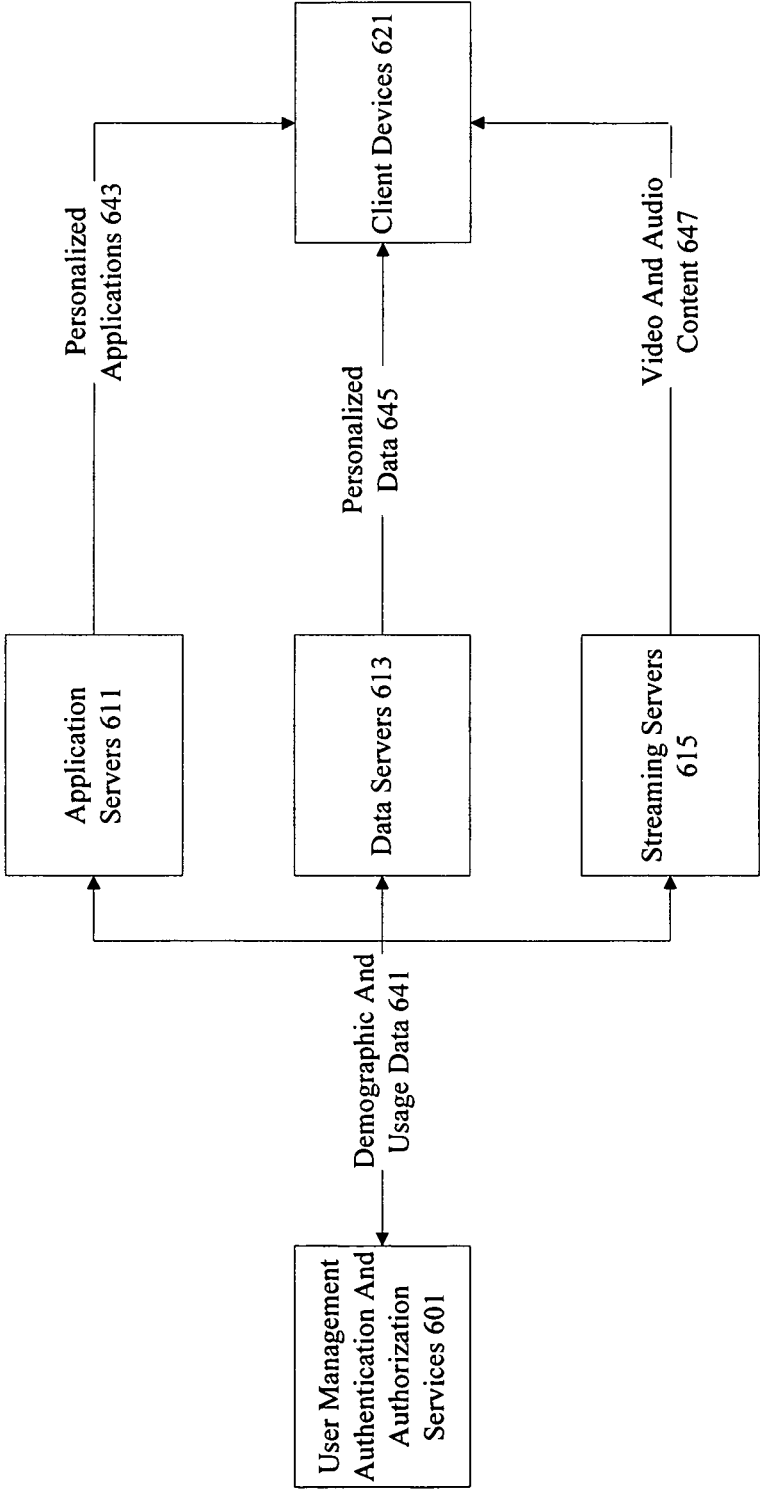 User Management
Authentication And
Authorization
Services 601
Demographic And
Usage Data 641
Application
Servers 611
Data Servers 613
Streaming Servers
615
Personalized
Applications 643
Personalized
Data 645
Video And Audio
Content 647
Client Devices 621